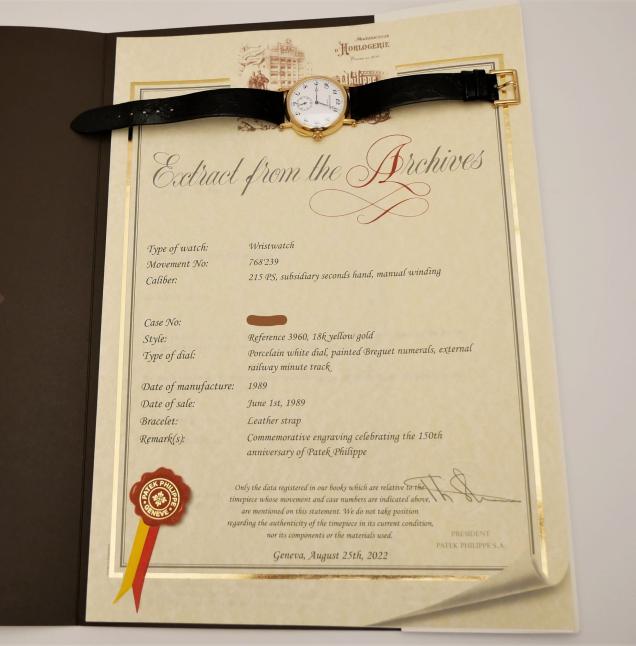 Manufacture
d'Horlogerie
Extract from the Archives
Type of watch: Wristwatch
Movement No: 768'239
Caliber: 215 PS, subsidiary seconds hand, manual winding
Case No:
Style: Reference 3960, 18k yellow gold
Type of dial: Porcelain white dial, painted Breguet numerals, external
railway minute track
Date of manufacture: 1989
Date of sale: June 1st, 1989
Bracelet: Leather strap
Remark(s): Commemorative engraving celebrating the 150th
anniversary of Patek Philippe
Only the data registered in our books which are relative to the
timepiece whose movement and case numbers are indicated above,
are mentioned on this statement. We do not take position
regarding the authenticity of the timepiece in its current condition,
nor its components or the materials used.
PATEK PHILIPPE
GENEVE
PRESIDENT
PATEK PHILIPPE S.A.
Geneva, August 25th, 2022